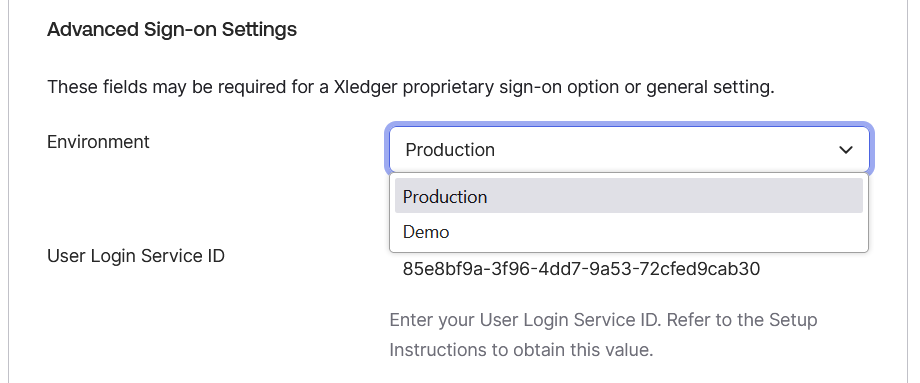 Advanced Sign-on Settings
These fields may be required for a Xledger proprietary sign-on option or general setting.
Environment
Production
Production
Demo
User Login Service ID
85e8bf9a-3f96-4dd7-9a53-72cfed9cab30
Enter your User Login Service ID. Refer to the Setup
Instructions to obtain this value.